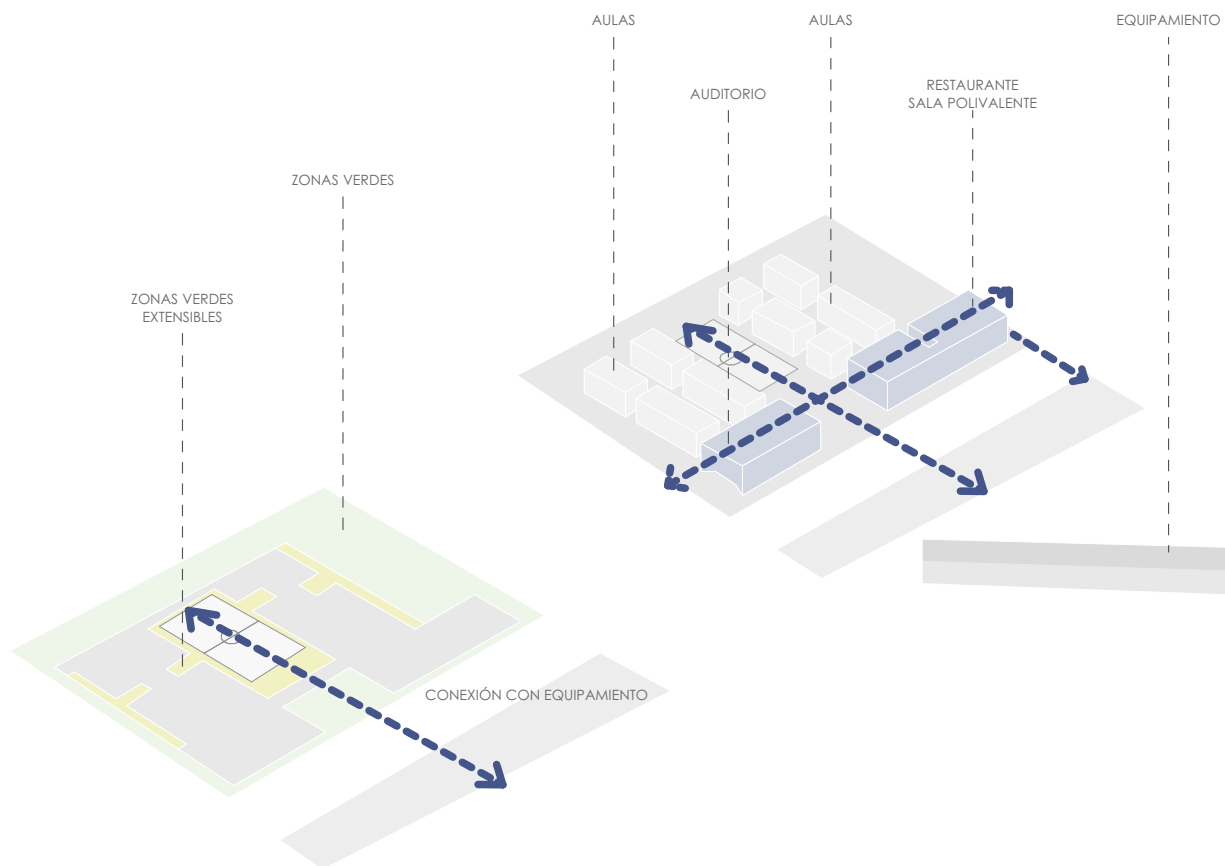 AULAS
AULAS
EQUIPAMIENTO
AUDITORIO
RESTAURANTE
SALA POLIVALENTE
ZONAS VERDES
ZONAS VERDES
EXTENSIBLES
CONEXIÓN CON EQUIPAMIENTO